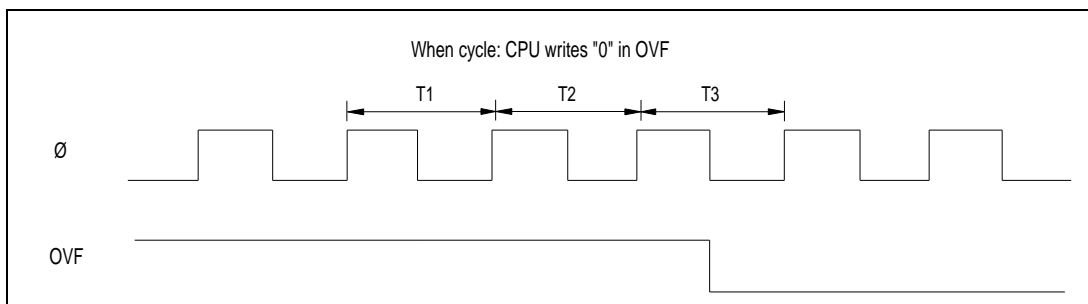 When cycle: CPU writes "0" in OVF
T1 T2 T3
Ø
OVF